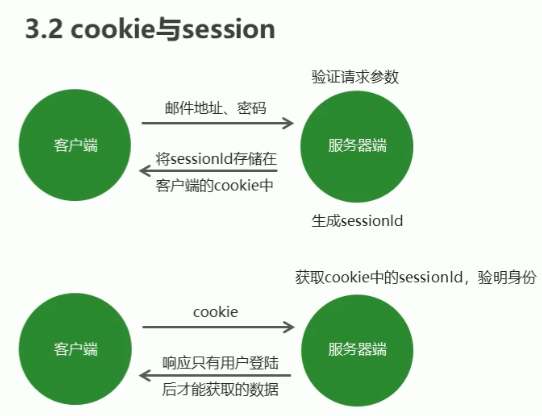 3.2 cookie与session
验证请求参数
客户端
邮件地址、密码
服务器端
将sessionId存储在
客户端的cookie中
生成sessionId
获取cookie中的sessionId，验明身份
客户端
cookie
服务器端
响应只有用户登陆
后才能获取的数据